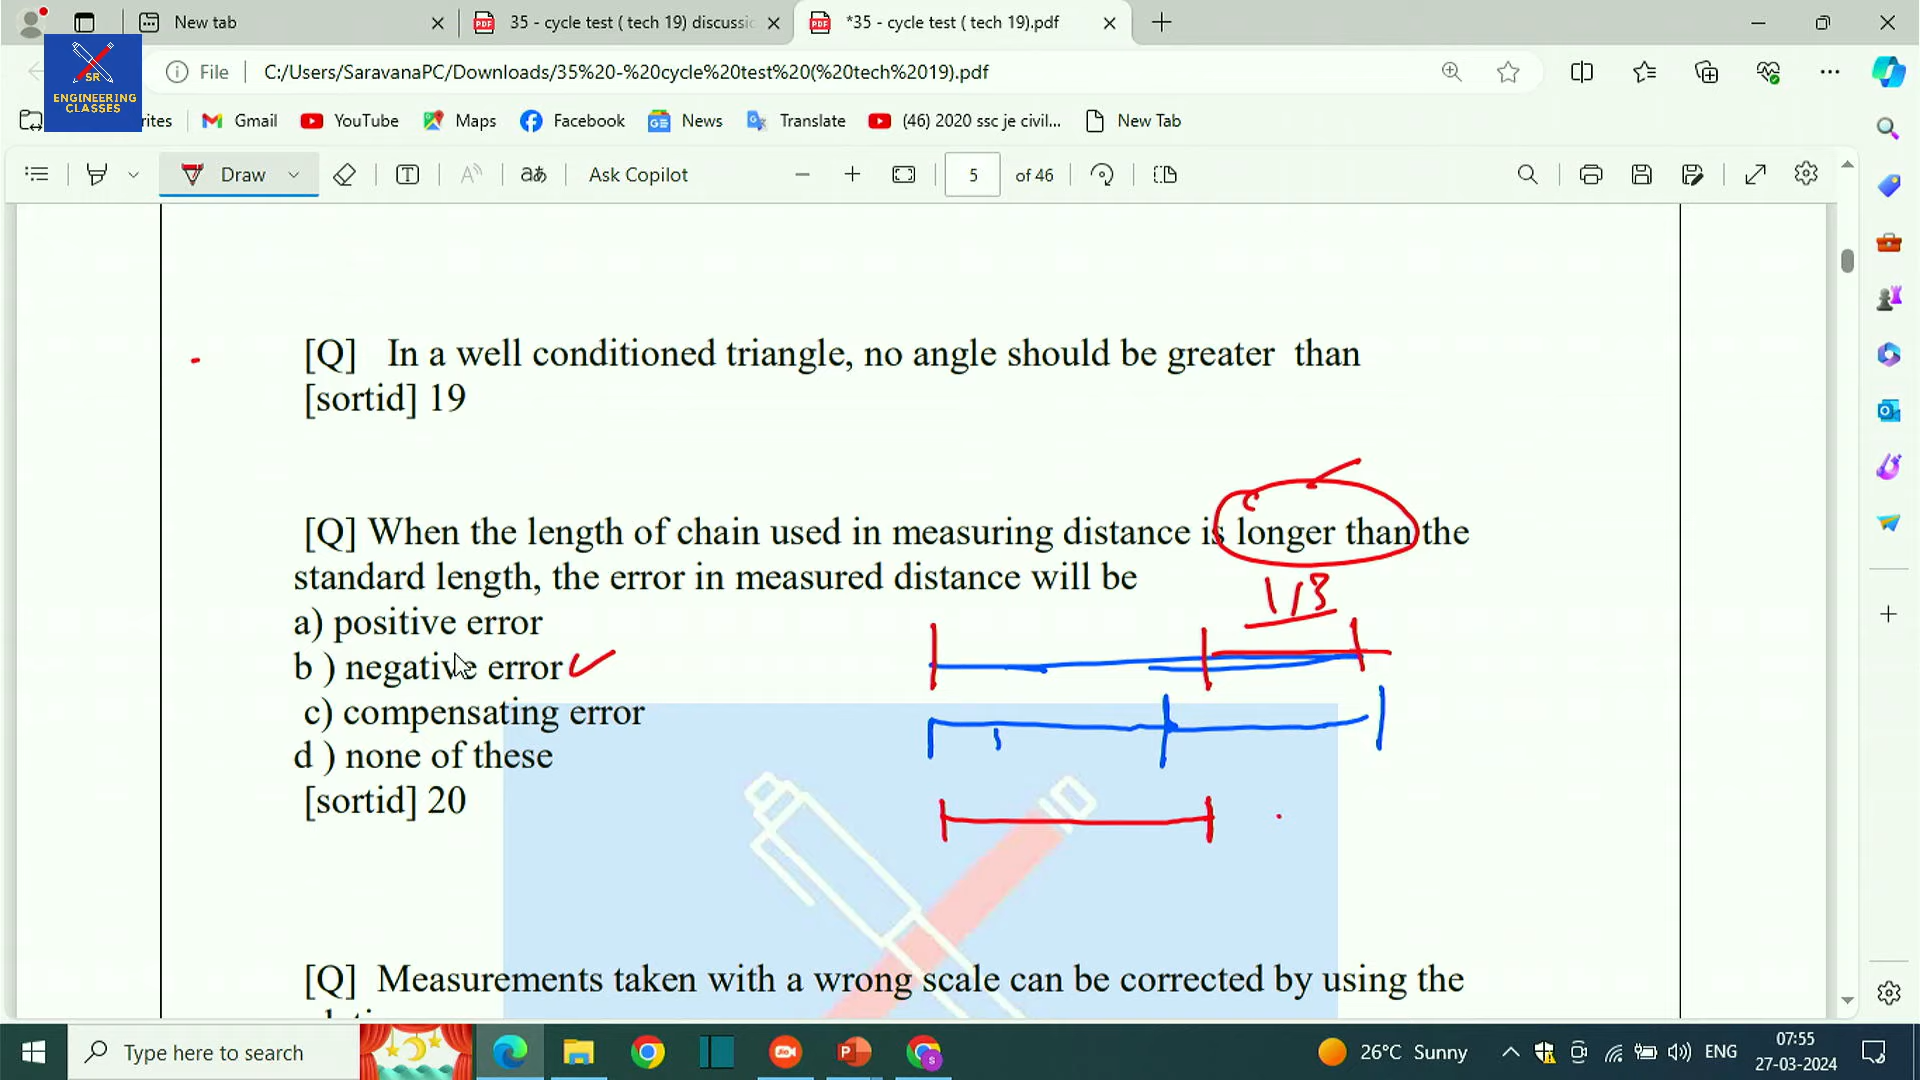 New tab
35 - cycle test ( tech 19) discussi
*35 - cycle test ( tech 19).pdf
SR
ENGINEERING
CLASSES
File
C:/Users/SaravanaPC/Downloads/35%20-%20cycle%20test%20(%20tech%2019).pdf
rites
Gmail
YouTube
Maps
Facebook
News
Translate
(46) 2020 ssc je civil...
New Tab
Draw
aあ
Ask Copilot
5
of 46
[Q] In a well conditioned triangle, no angle should be greater than
[sortid] 19
[Q] When the length of chain used in measuring distance is longer than the
standard length, the error in measured distance will be
a) positive error
b ) negative error
c) compensating error
d ) none of these
[sortid] 20
[Q] Measurements taken with a wrong scale can be corrected by using the
Type here to search
26°C Sunny
ENG
07:55
27-03-2024